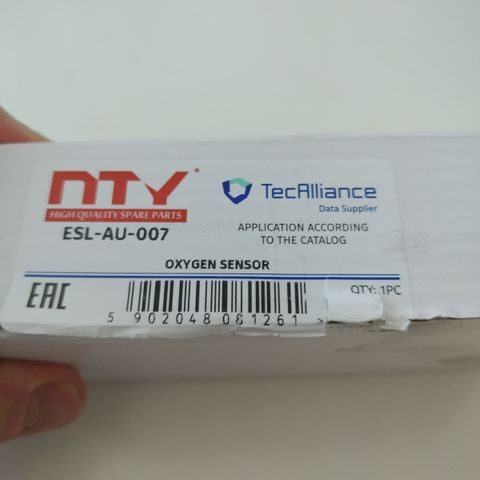 NTY
HIGH QUALITY SPARE PARTS
ESL-AU-007
TecAlliance
Data Supplier
APPLICATION ACCORDING
TO THE CATALOG
OXYGEN SENSOR
EAC
QTY: 1PC
5 902048 081261 >